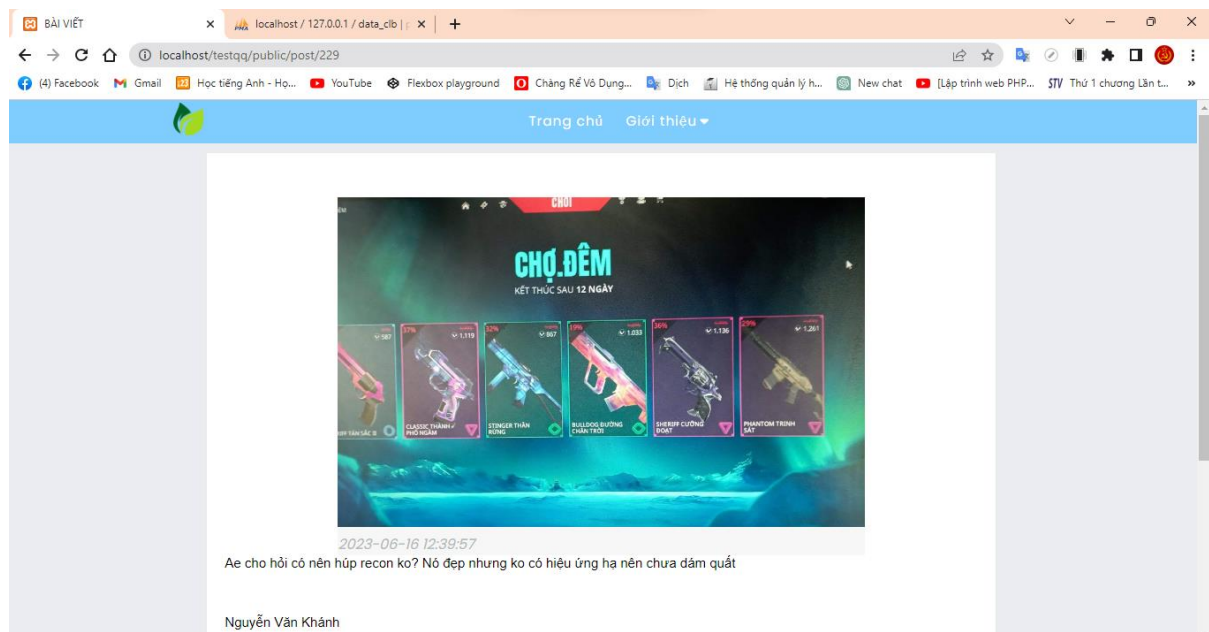 BÀI VIẾT
localhost / 127.0.0.1 / data_clb |
localhost/testqq/public/post/229
(4) Facebook Gmail Học tiếng Anh - Họ... YouTube Flexbox playground Chàng Rể Vô Dụng... Dịch Hệ thống quản lý h... New chat [Lập trình web PHP... STV Thứ 1 chương Lần t... »
Trang chủ Giới thiệu
CHƠI
CHỢ.ĐÊM
KẾT THÚC SAU 12 NGÀY
587
37% 1.119
32% 867
19% 1.033
36% 1.136
29% 1.261
CLASSIC THÀNH
PHỐ NGẦM
STINGER THÂN
RỪNG
BULLDOG ĐƯỜNG
CHÂN TRỜI
SHERIFF CƯỠNG
ĐOẠT
PHANTOM TRINH
SÁT
2023-06-16 12:39:57
Ae cho hỏi có nên húp recon ko? Nó đẹp nhưng ko có hiệu ứng hạ nên chưa dám quất
Nguyễn Văn Khánh